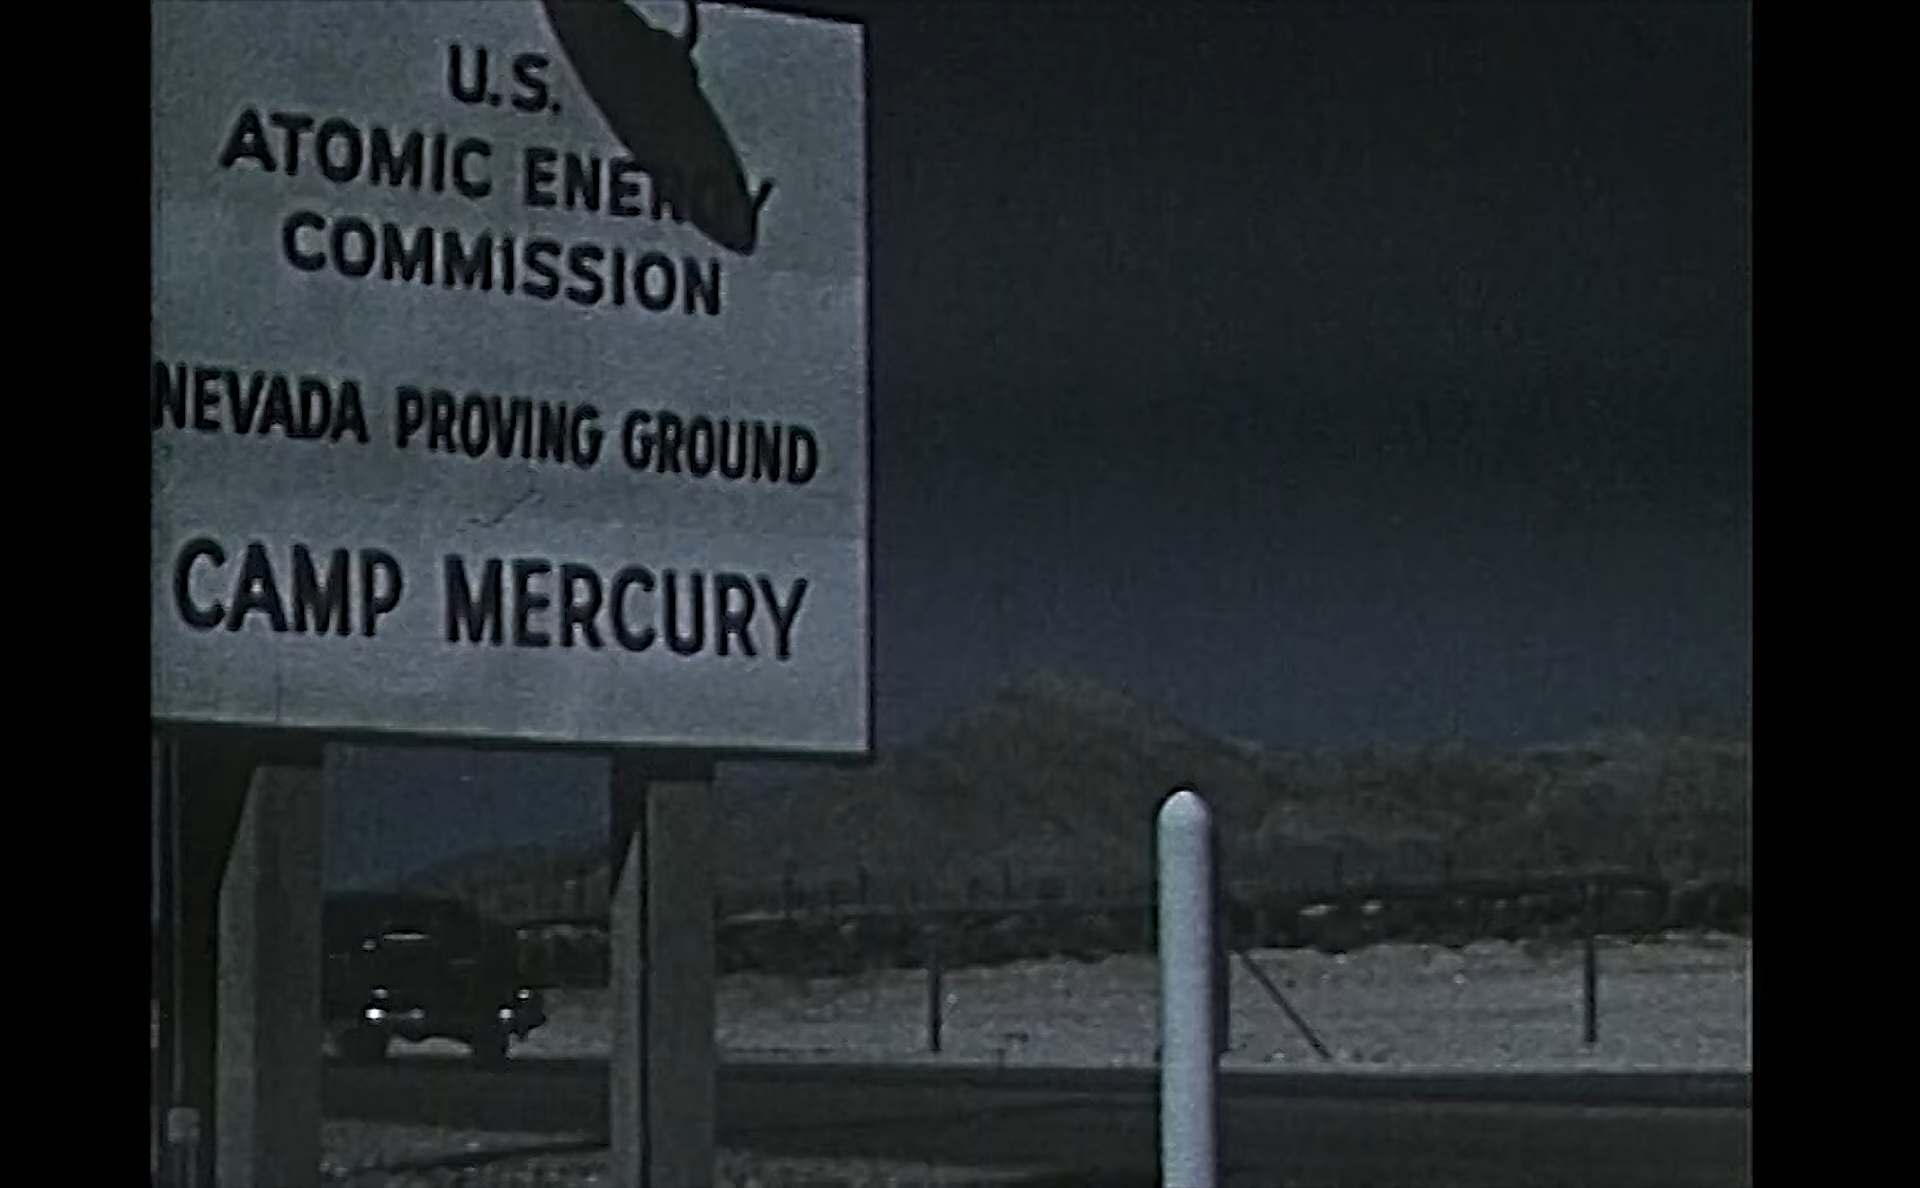 U.S.
ATOMIC ENERGY
COMMISSION
NEVADA PROVING GROUND
CAMP MERCURY